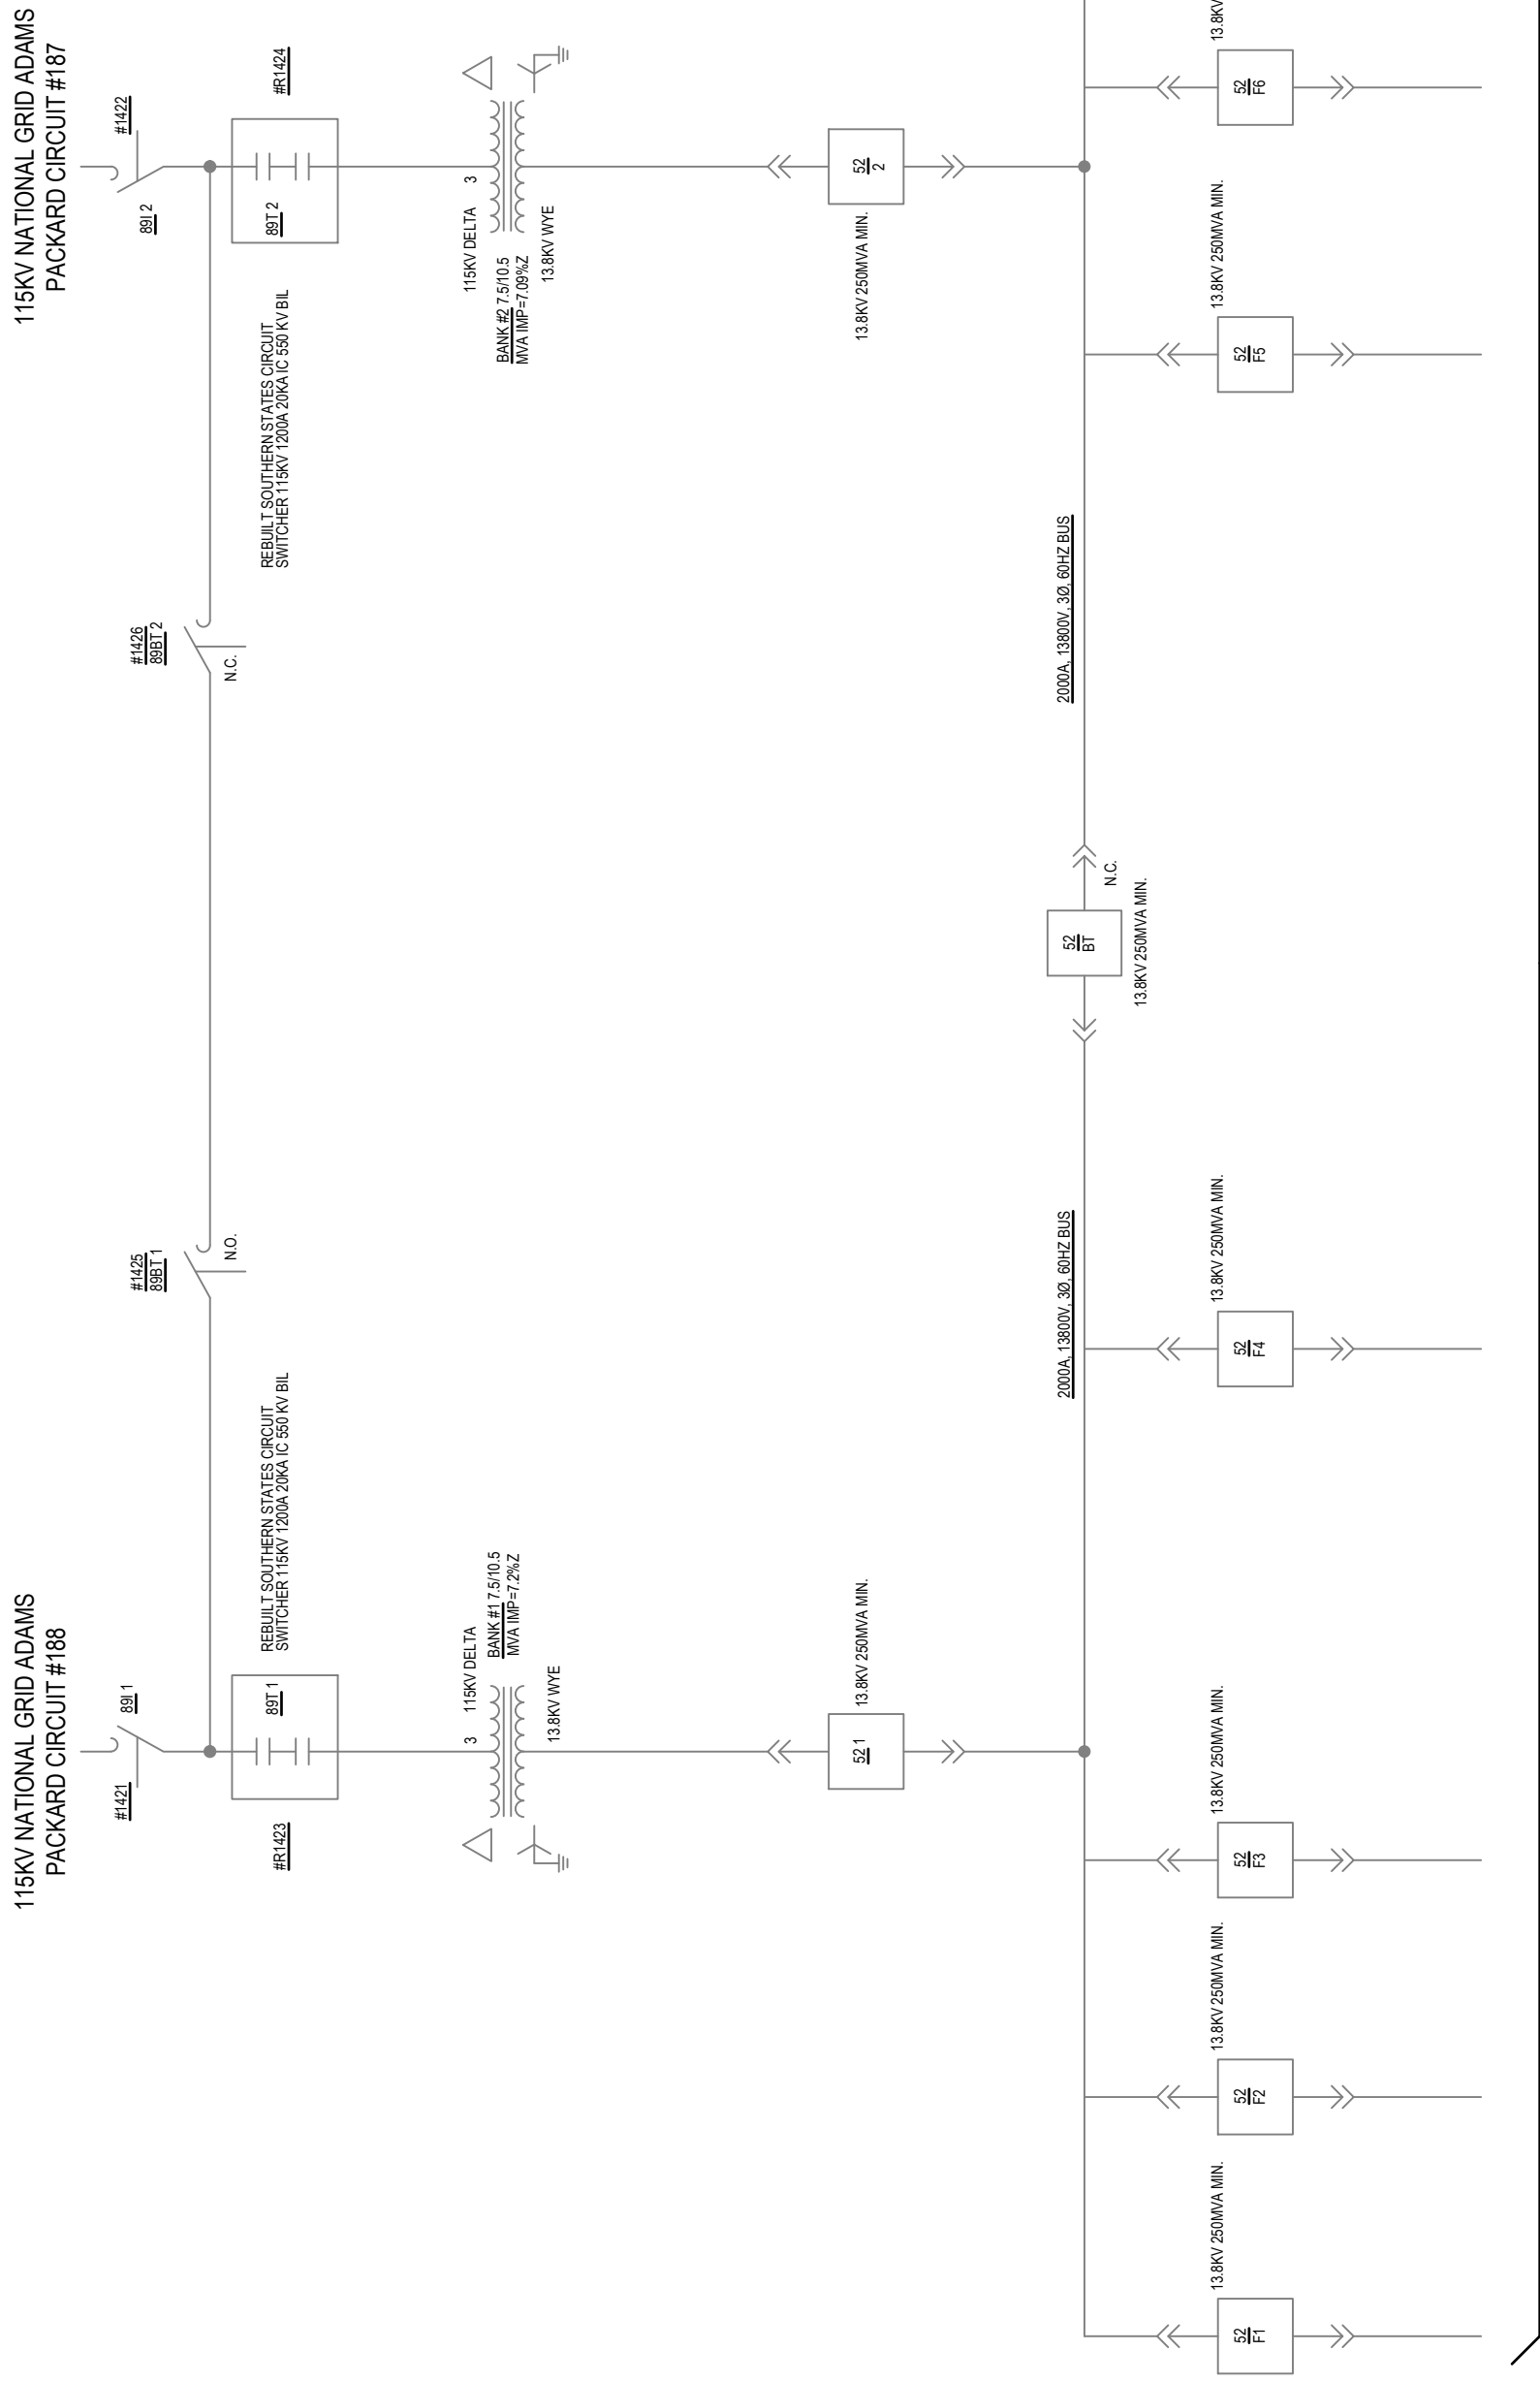 115KV NATIONAL GRID ADAMS
PACKARD CIRCUIT #188
115KV NATIONAL GRID ADAMS
PACKARD CIRCUIT #187
#1421
89I 1
#1425
89BT 1
N.O.
#1426
89BT 2
N.C.
89I 2
#1422
#R1423
89T 1
REBUILT SOUTHERN STATES CIRCUIT
SWITCHER 115KV 1200A 20KA IC 550 KV BIL
REBUILT SOUTHERN STATES CIRCUIT
SWITCHER 115KV 1200A 20KA IC 550 KV BIL
89T 2
#R1424
3
115KV DELTA
BANK #1 7.5/10.5
MVA IMP=7.2%Z
13.8KV WYE
115KV DELTA
3
BANK #2 7.5/10.5
MVA IMP=7.09%Z
13.8KV WYE
52 1
13.8KV 250MVA MIN.
13.8KV 250MVA MIN.
52
2
2000A, 13800V, 3Ø, 60HZ BUS
52
BT
N.C.
13.8KV 250MVA MIN.
2000A, 13800V, 3Ø, 60HZ BUS
13.8KV 250MVA MIN.
52
F1
13.8KV 250MVA MIN.
52
F2
13.8KV 250MVA MIN.
52
F3
13.8KV 250MVA MIN.
52
F4
13.8KV 250MVA MIN.
52
F5
13.8KV
52
F6